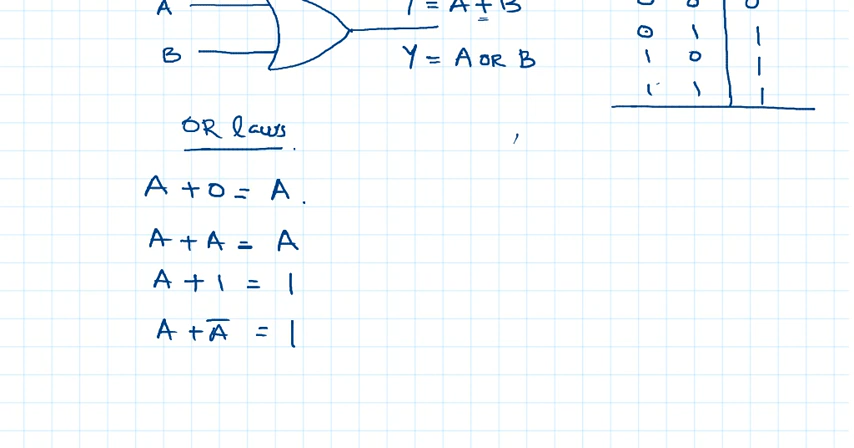 Y = A + B
0 0 0
A
0 1 1
B
Y = A OR B
1 0 1
1 1 1
OR laws.
A + 0 = A.
A + A = A
A + 1 = 1
A + A̅ = 1